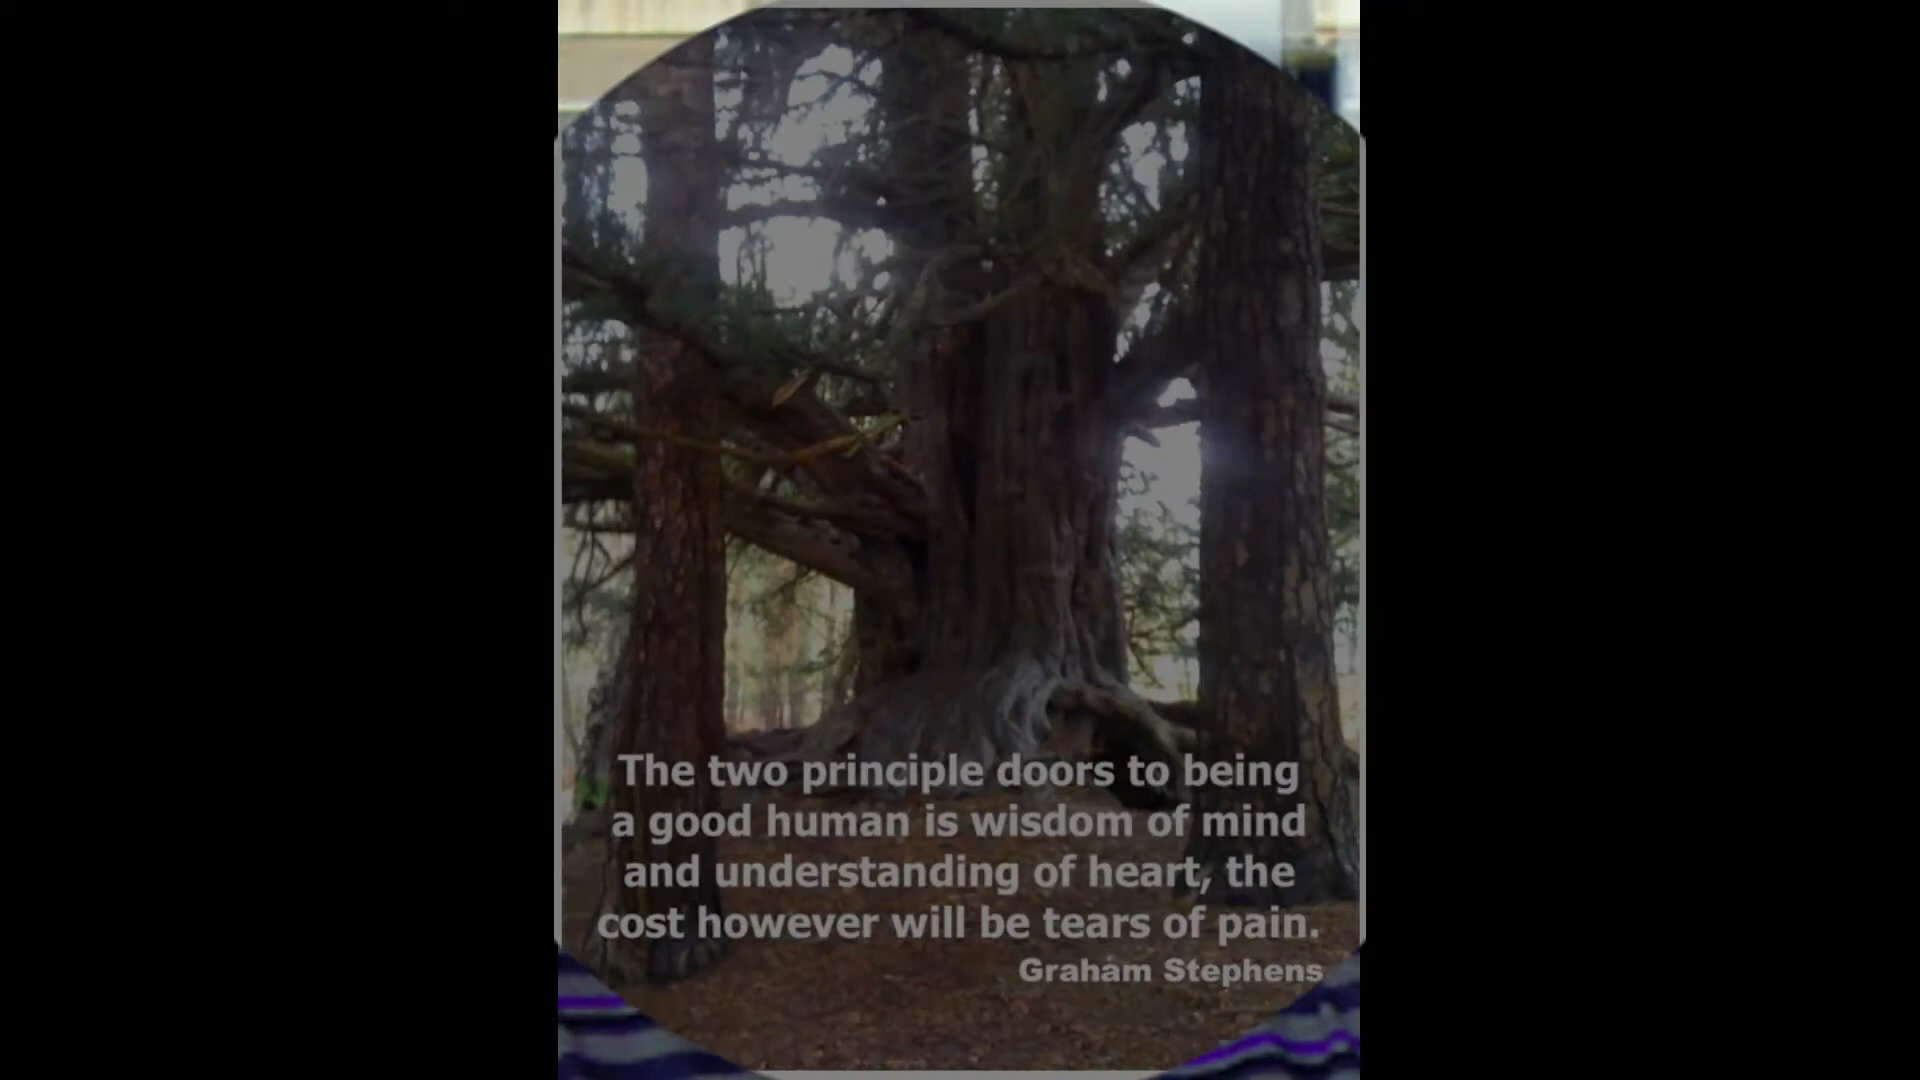 The two principle doors to being
a good human is wisdom of mind
and understanding of heart, the
cost however will be tears of pain.
Graham Stephens